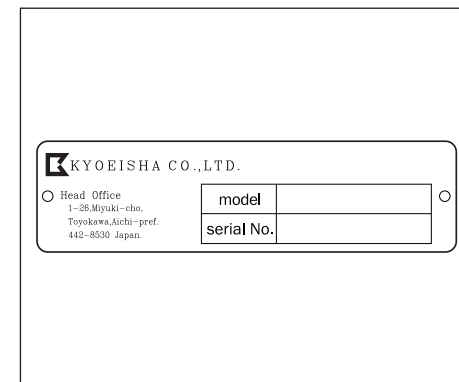 KYOEISHA CO.,LTD.
Head Office
1-26,Miyuki-cho,
Toyokawa,Aichi-pref.
442-8530 Japan.
model
serial No.